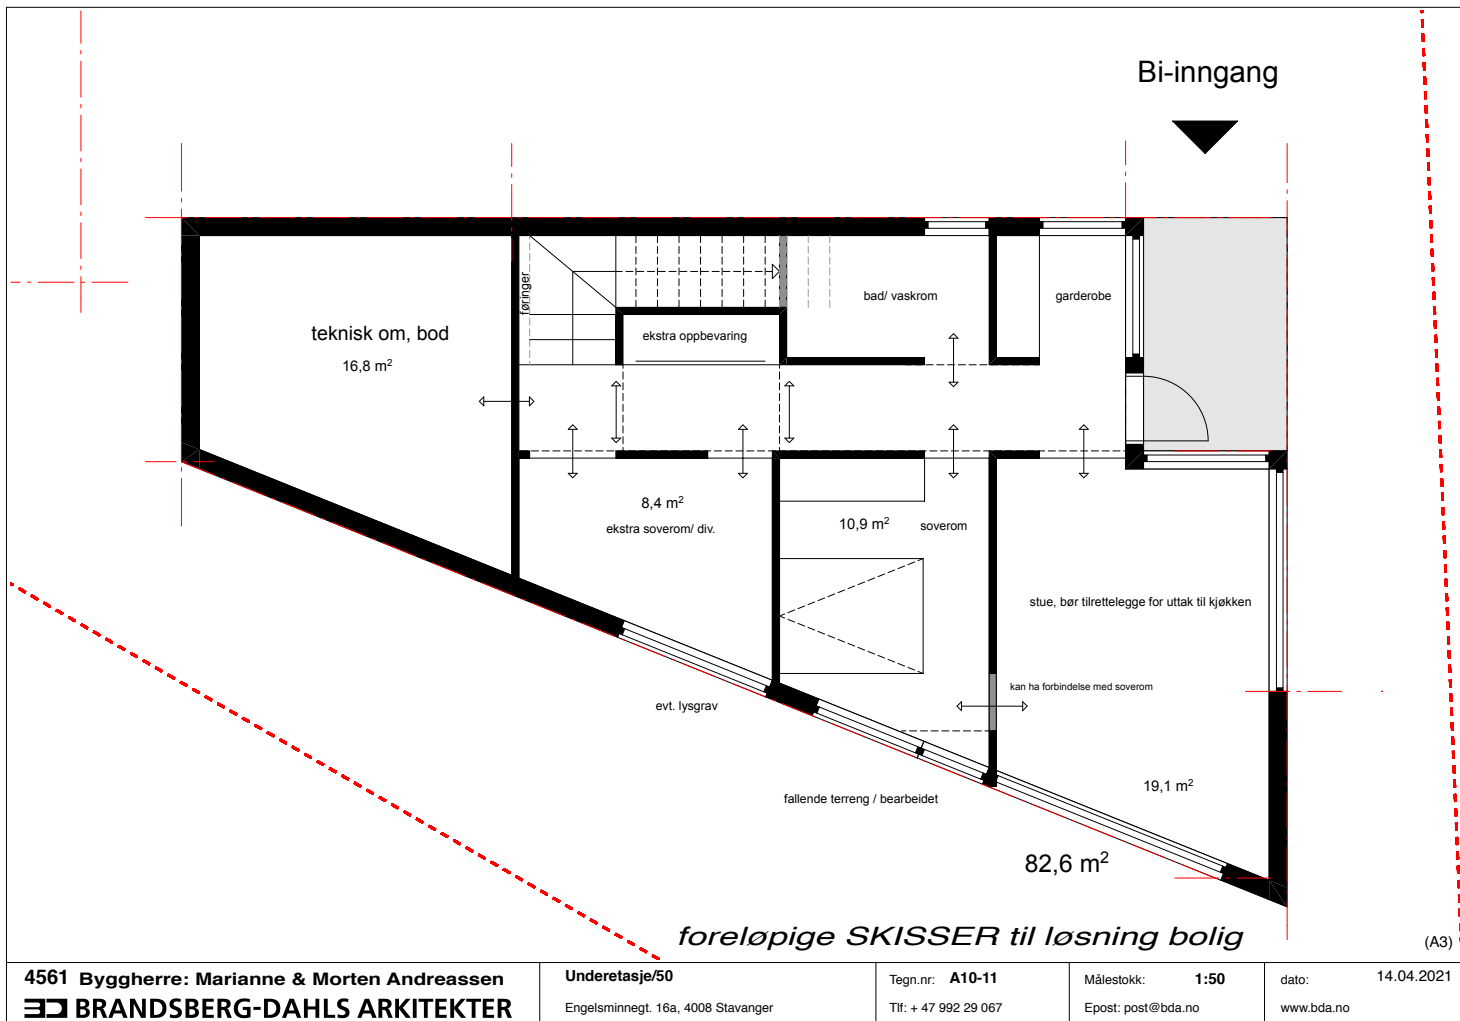 Bi-inngang
føringer
bad/ vaskrom
garderobe
teknisk om, bod
16,8 m²
ekstra oppbevaring
8,4 m²
ekstra soverom/ div.
10,9 m²
soverom
stue, bør tilrettelegge for uttak til kjøkken
kan ha forbindelse med soverom
evt. lysgrav
19,1 m²
fallende terreng / bearbeidet
82,6 m²
foreløpige SKISSER til løsning bolig
(A3)
4561 Byggherre: Marianne & Morten Andreassen
BRANDSBERG-DAHLS ARKITEKTER
Underetasje/50
Engelsminnegt. 16a, 4008 Stavanger
Tegn.nr: A10-11
Tlf: + 47 992 29 067
Målestokk: 1:50
Epost: post@bda.no
dato: 14.04.2021
www.bda.no